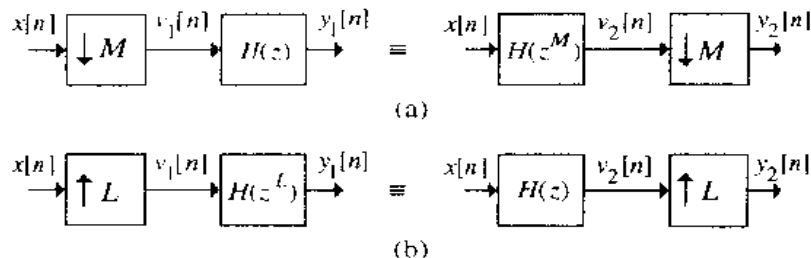 x[n] ↓ M v₁[n] H(z) y₁[n] ≡ x[n] H(z^M) v₂[n] ↓ M y₂[n]
(a)
x[n] ↑ L v₁[n] H(z^L) y₁[n] ≡ x[n] H(z) v₂[n] ↑ L y₂[n]
(b)